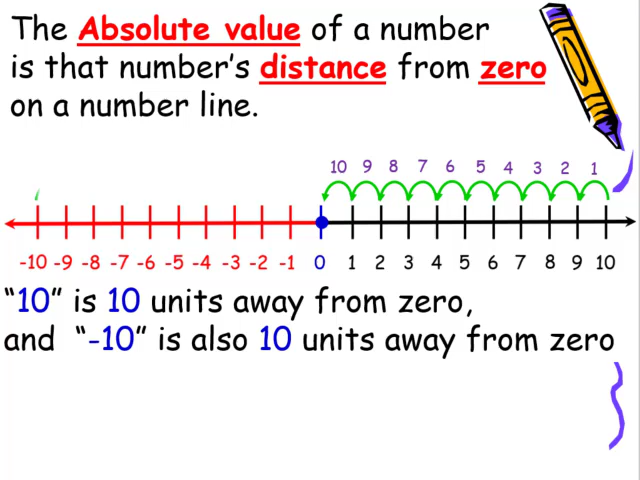 The Absolute value of a number
is that number's distance from zero
on a number line.
10 9 8 7 6 5 4 3 2 1
-10 -9 -8 -7 -6 -5 -4 -3 -2 -1 0 1 2 3 4 5 6 7 8 9 10
“10” is 10 units away from zero,
and “-10” is also 10 units away from zero